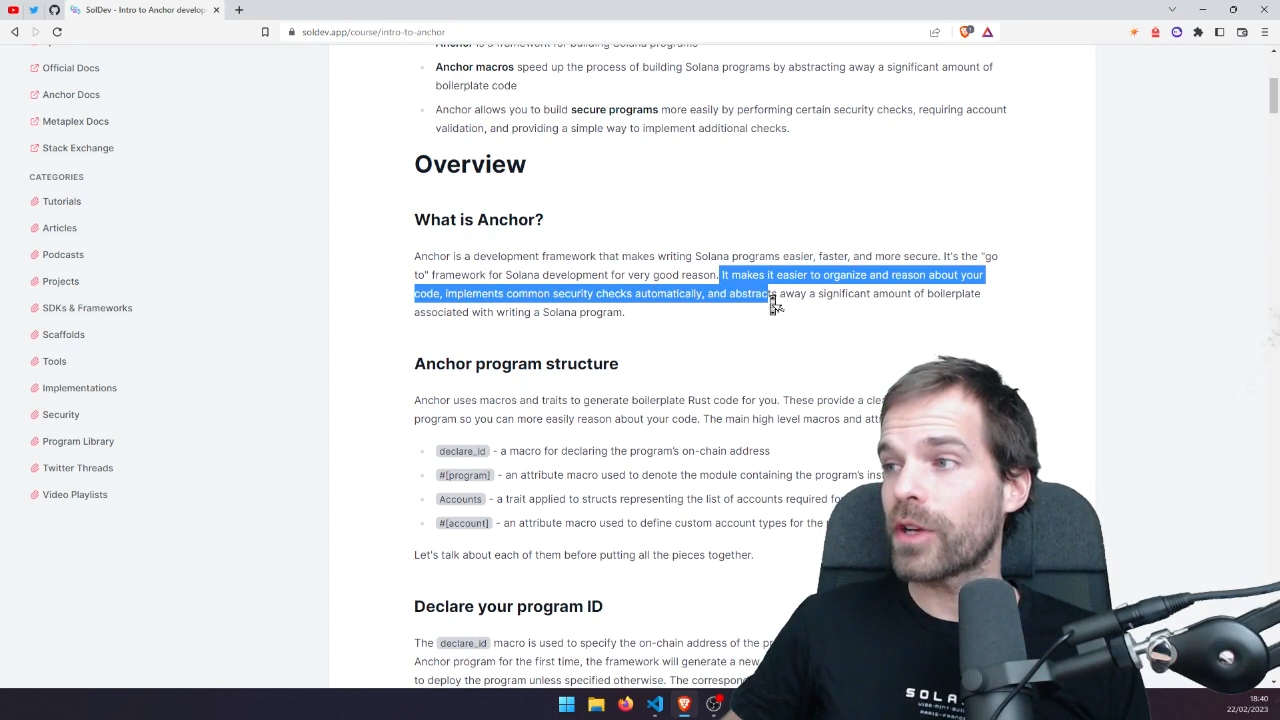 SolDev - Intro to Anchor develop
soldev.app/course/intro-to-anchor
Official Docs
Anchor Docs
Metaplex Docs
Stack Exchange
CATEGORIES
Tutorials
Articles
Podcasts
Projects
SDKs & Frameworks
Scaffolds
Tools
Implementations
Security
Program Library
Twitter Threads
Video Playlists
Anchor is a framework for building Solana programs
Anchor macros speed up the process of building Solana programs by abstracting away a significant amount of
boilerplate code
Anchor allows you to build secure programs more easily by performing certain security checks, requiring account
validation, and providing a simple way to implement additional checks.
Overview
What is Anchor?
Anchor is a development framework that makes writing Solana programs easier, faster, and more secure. It's the "go
to" framework for Solana development for very good reason. It makes it easier to organize and reason about your
code, implements common security checks automatically, and abstracts away a significant amount of boilerplate
associated with writing a Solana program.
Anchor program structure
Anchor uses macros and traits to generate boilerplate Rust code for you. These provide a cle
program so you can more easily reason about your code. The main high level macros and att
declare_id - a macro for declaring the program's on-chain address
#[program] - an attribute macro used to denote the module containing the program's inst
Accounts - a trait applied to structs representing the list of accounts required fo
#[account] - an attribute macro used to define custom account types for the
Let's talk about each of them before putting all the pieces together.
Declare your program ID
The declare_id macro is used to specify the on-chain address of the
Anchor program for the first time, the framework will generate a new
to deploy the program unless specified otherwise. The correspond
SOLA
18:40
22/02/2023